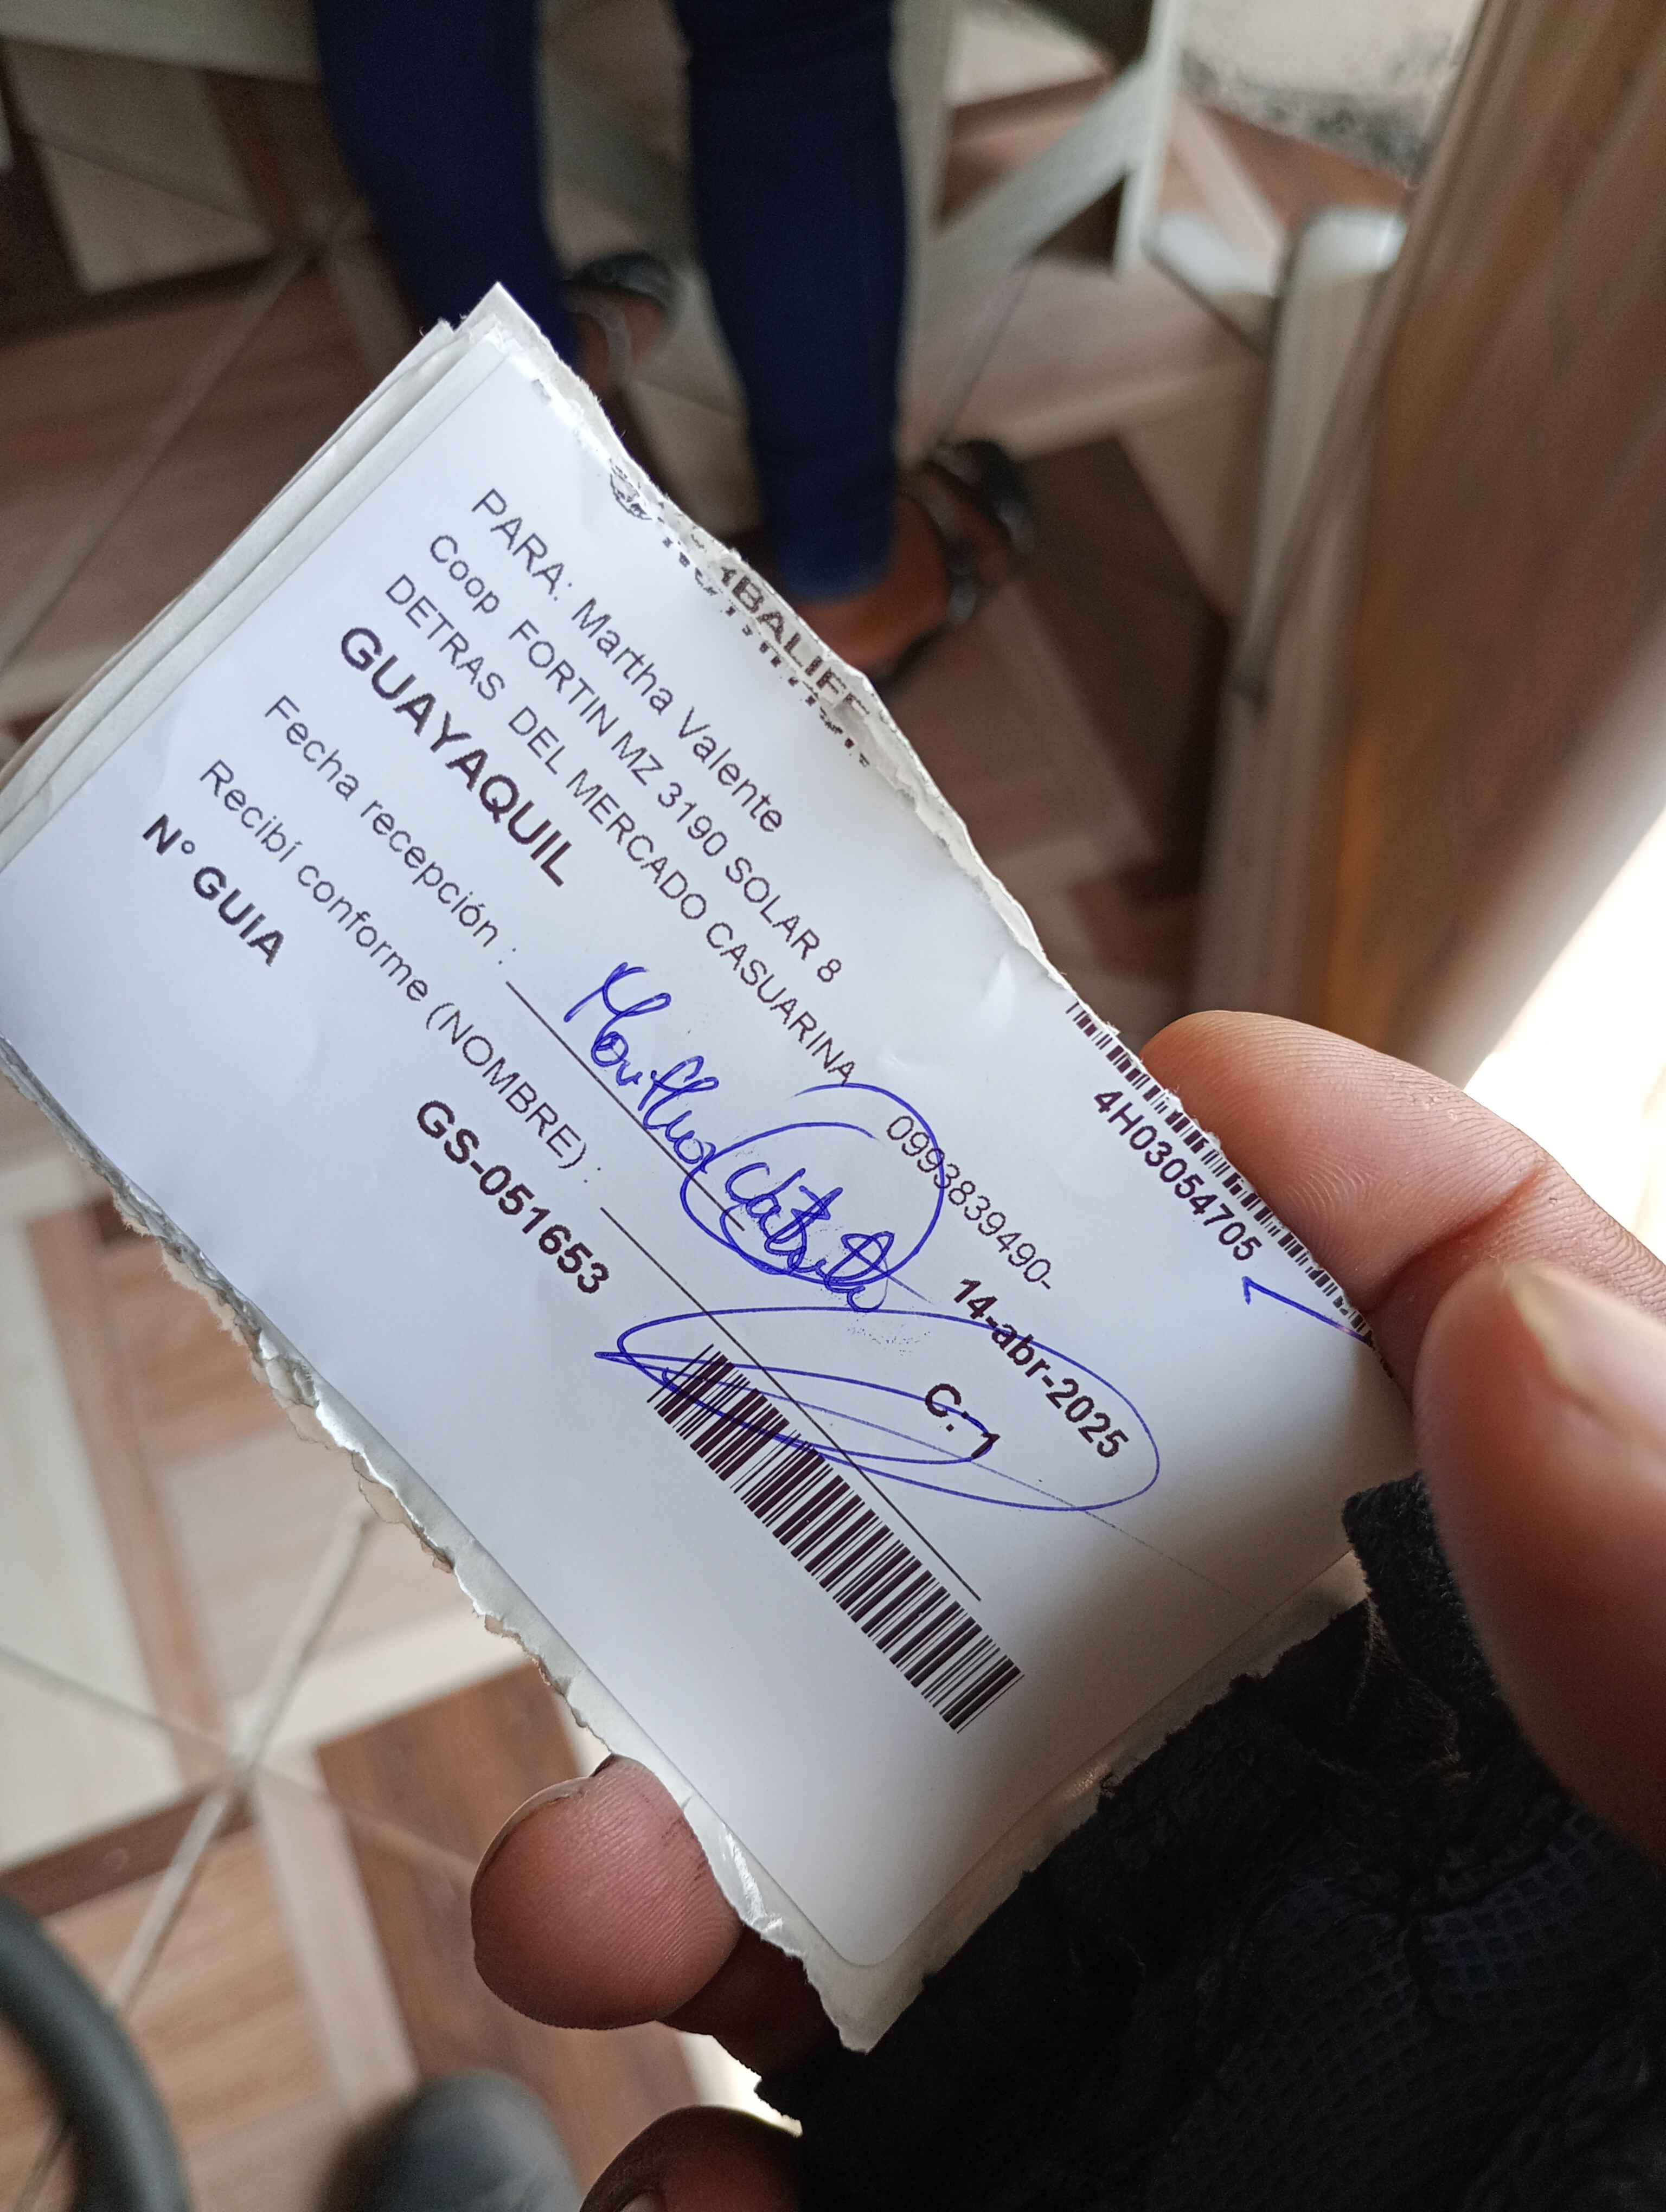 PARA: Martha Valente
Coop FORTIN MZ 3190 SOLAR 8
DETRAS DEL MERCADO CASUARINA
0993839490-
GUAYAQUIL
4H03054705
14-abr-2025
Fecha recepción :
C: 1
Recibí conforme (NOMBRE) :
Nº GUIA
GS-051653